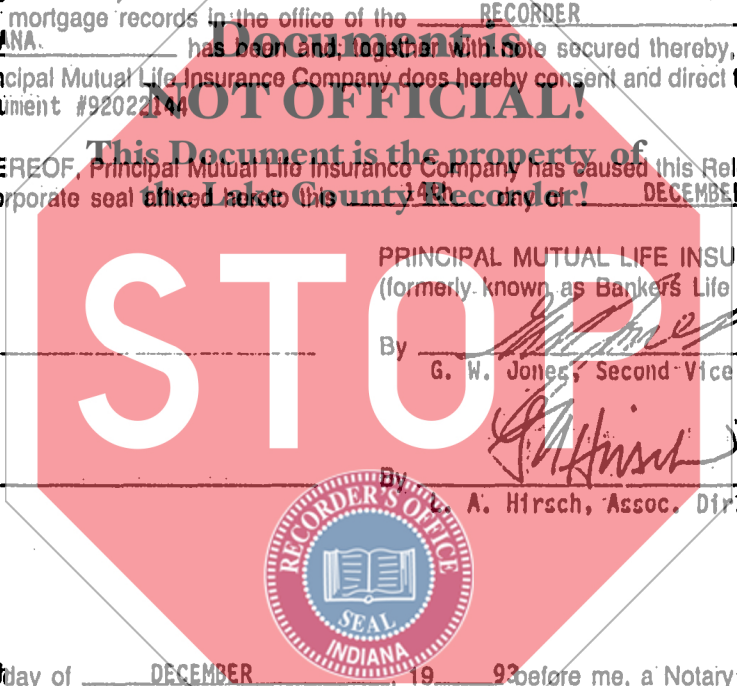 mortgage records in the office of the RECORDER
ANA. has been and, together with note secured thereby,
Document is
ncipal Mutual Life Insurance Company does hereby consent and direct t
ument #92022144
NOT OFFICIAL!
This Document is the property of
EREOF Principal Mutual Life Insurance Company has caused this Rel
the Lake County Recorder!
rporate seal affixed hereto this 14th day of DECEMBER
PRINCIPAL MUTUAL LIFE INSU
(formerly known as Bankers Life
STOP
By
G. W. Jones, Second Vice
By
A. Hirsch, Assoc. Dir
RECORDER'S OFFICE
SEAL
INDIANA
day of DECEMBER, 19 93 before me, a Notary